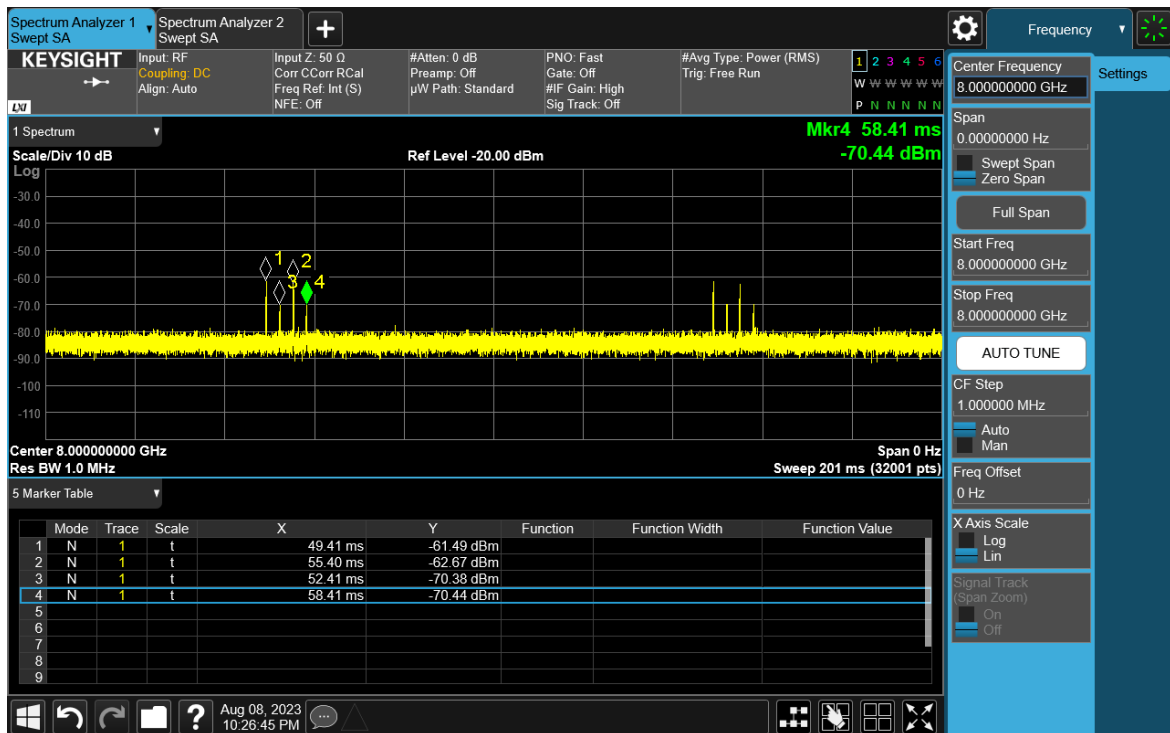 Spectrum Analyzer 1
Swept SA
Spectrum Analyzer 2
Swept SA
Frequency
KEYSIGHT
LXI
Input: RF
Coupling: DC
Align: Auto
Input Z: 50 Ω
Corr CCorr RCal
Freq Ref: Int (S)
NFE: Off
#Atten: 0 dB
Preamp: Off
µW Path: Standard
PNO: Fast
Gate: Off
#IF Gain: High
Sig Track: Off
#Avg Type: Power (RMS)
Trig: Free Run
1 2 3 4 5 6
W W W W W W
P N N N N N
1 Spectrum
Mkr4 58.41 ms
-70.44 dBm
Scale/Div 10 dB
Ref Level -20.00 dBm
Log
-30.0
-40.0
-50.0
-60.0
-70.0
-80.0
-90.0
-100
-110
1 2
3 4
Center 8.000000000 GHz
Span 0 Hz
Res BW 1.0 MHz
Sweep 201 ms (32001 pts)
5 Marker Table
Mode Trace Scale X Y Function Function Width Function Value
1 N 1 t 49.41 ms -61.49 dBm
2 N 1 t 55.40 ms -62.67 dBm
3 N 1 t 52.41 ms -70.38 dBm
4 N 1 t 58.41 ms -70.44 dBm
5
6
7
8
9
Center Frequency
8.000000000 GHz
Settings
Span
0.00000000 Hz
Swept Span
Zero Span
Full Span
Start Freq
8.000000000 GHz
Stop Freq
8.000000000 GHz
AUTO TUNE
CF Step
1.000000 MHz
Auto
Man
Freq Offset
0 Hz
X Axis Scale
Log
Lin
Signal Track
(Span Zoom)
On
Off
?
Aug 08, 2023
10:26:45 PM